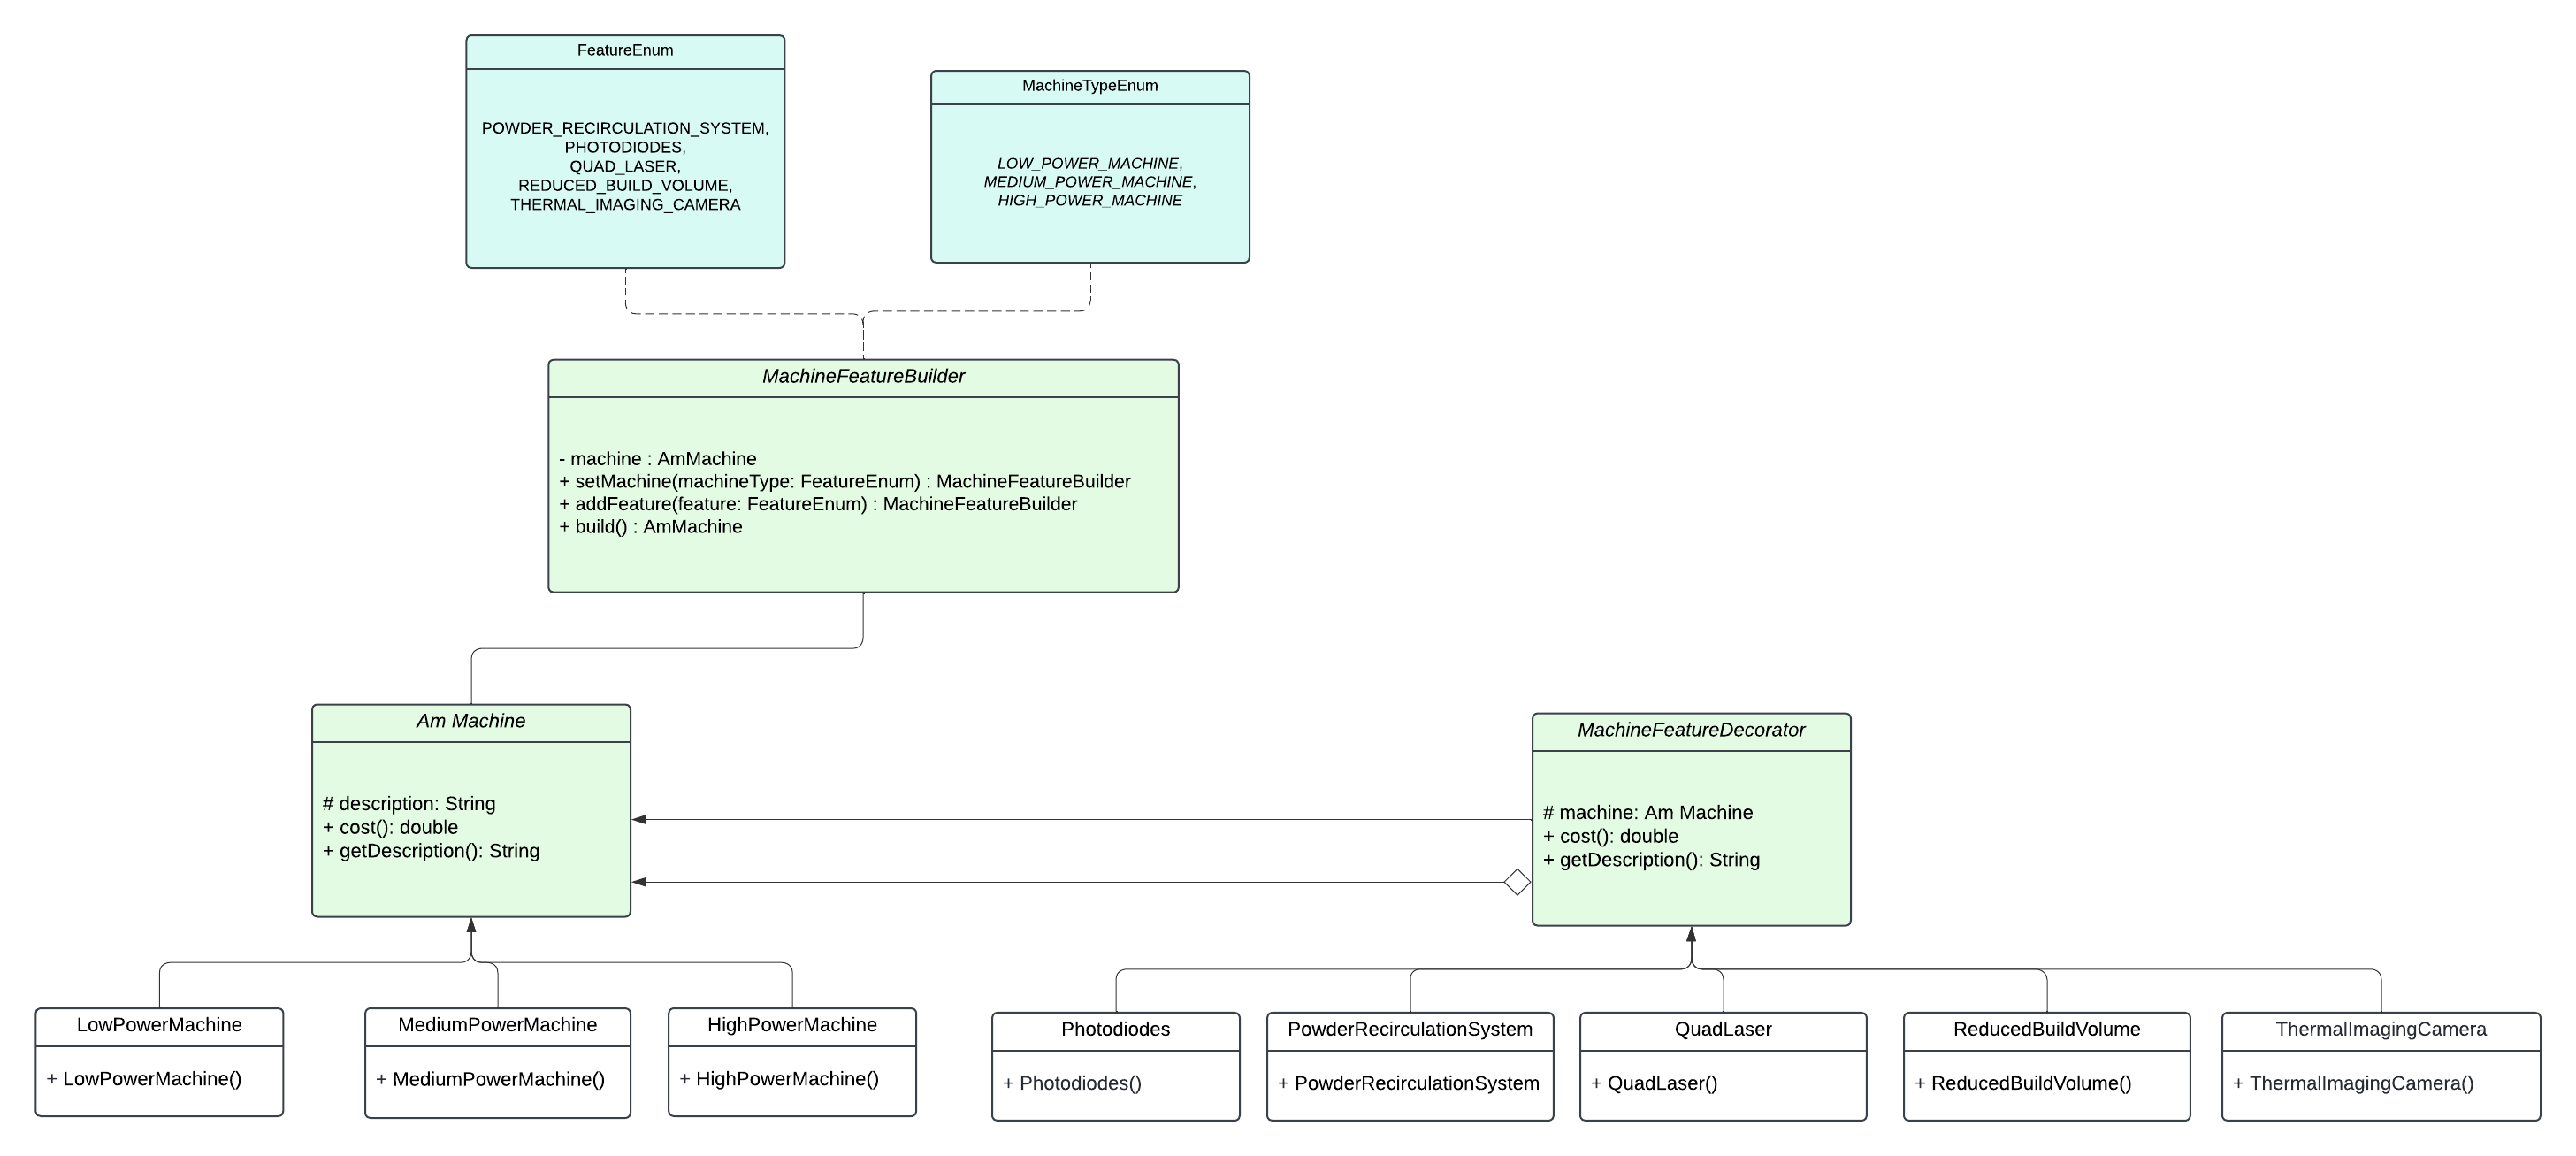 FeatureEnum
POWDER_RECIRCULATION_SYSTEM,
PHOTODIODES,
QUAD_LASER,
REDUCED_BUILD_VOLUME,
THERMAL_IMAGING_CAMERA
MachineTypeEnum
LOW_POWER_MACHINE,
MEDIUM_POWER_MACHINE,
HIGH_POWER_MACHINE
MachineFeatureBuilder
- machine : AmMachine
+ setMachine(machineType: FeatureEnum) : MachineFeatureBuilder
+ addFeature(feature: FeatureEnum) : MachineFeatureBuilder
+ build() : AmMachine
Am Machine
# description: String
+ cost(): double
+ getDescription(): String
MachineFeatureDecorator
# machine: Am Machine
+ cost(): double
+ getDescription(): String
LowPowerMachine
+ LowPowerMachine()
MediumPowerMachine
+ MediumPowerMachine()
HighPowerMachine
+ HighPowerMachine()
Photodiodes
+ Photodiodes()
PowderRecirculationSystem
+ PowderRecirculationSystem
QuadLaser
+ QuadLaser()
ReducedBuildVolume
+ ReducedBuildVolume()
ThermalImagingCamera
+ ThermalImagingCamera()